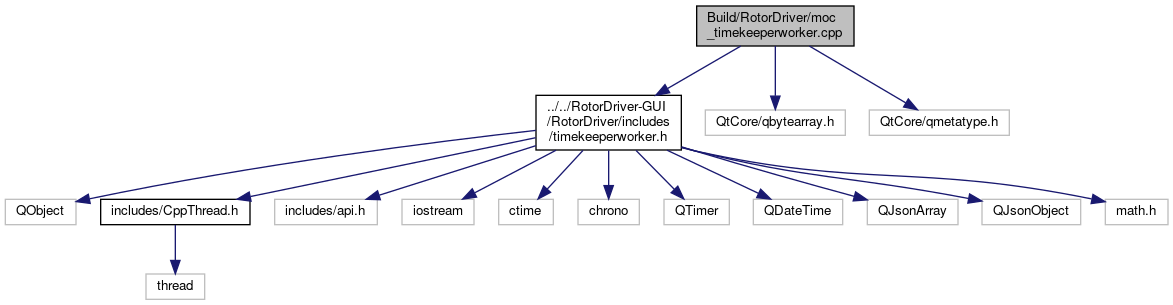 Build/RotorDriver/moc
_timekeeperworker.cpp
../../RotorDriver-GUI
/RotorDriver/includes
/timekeeperworker.h
QtCore/qbytearray.h
QtCore/qmetatype.h
QObject
includes/CppThread.h
includes/api.h
iostream
ctime
chrono
QTimer
QDateTime
QJsonArray
QJsonObject
math.h
thread